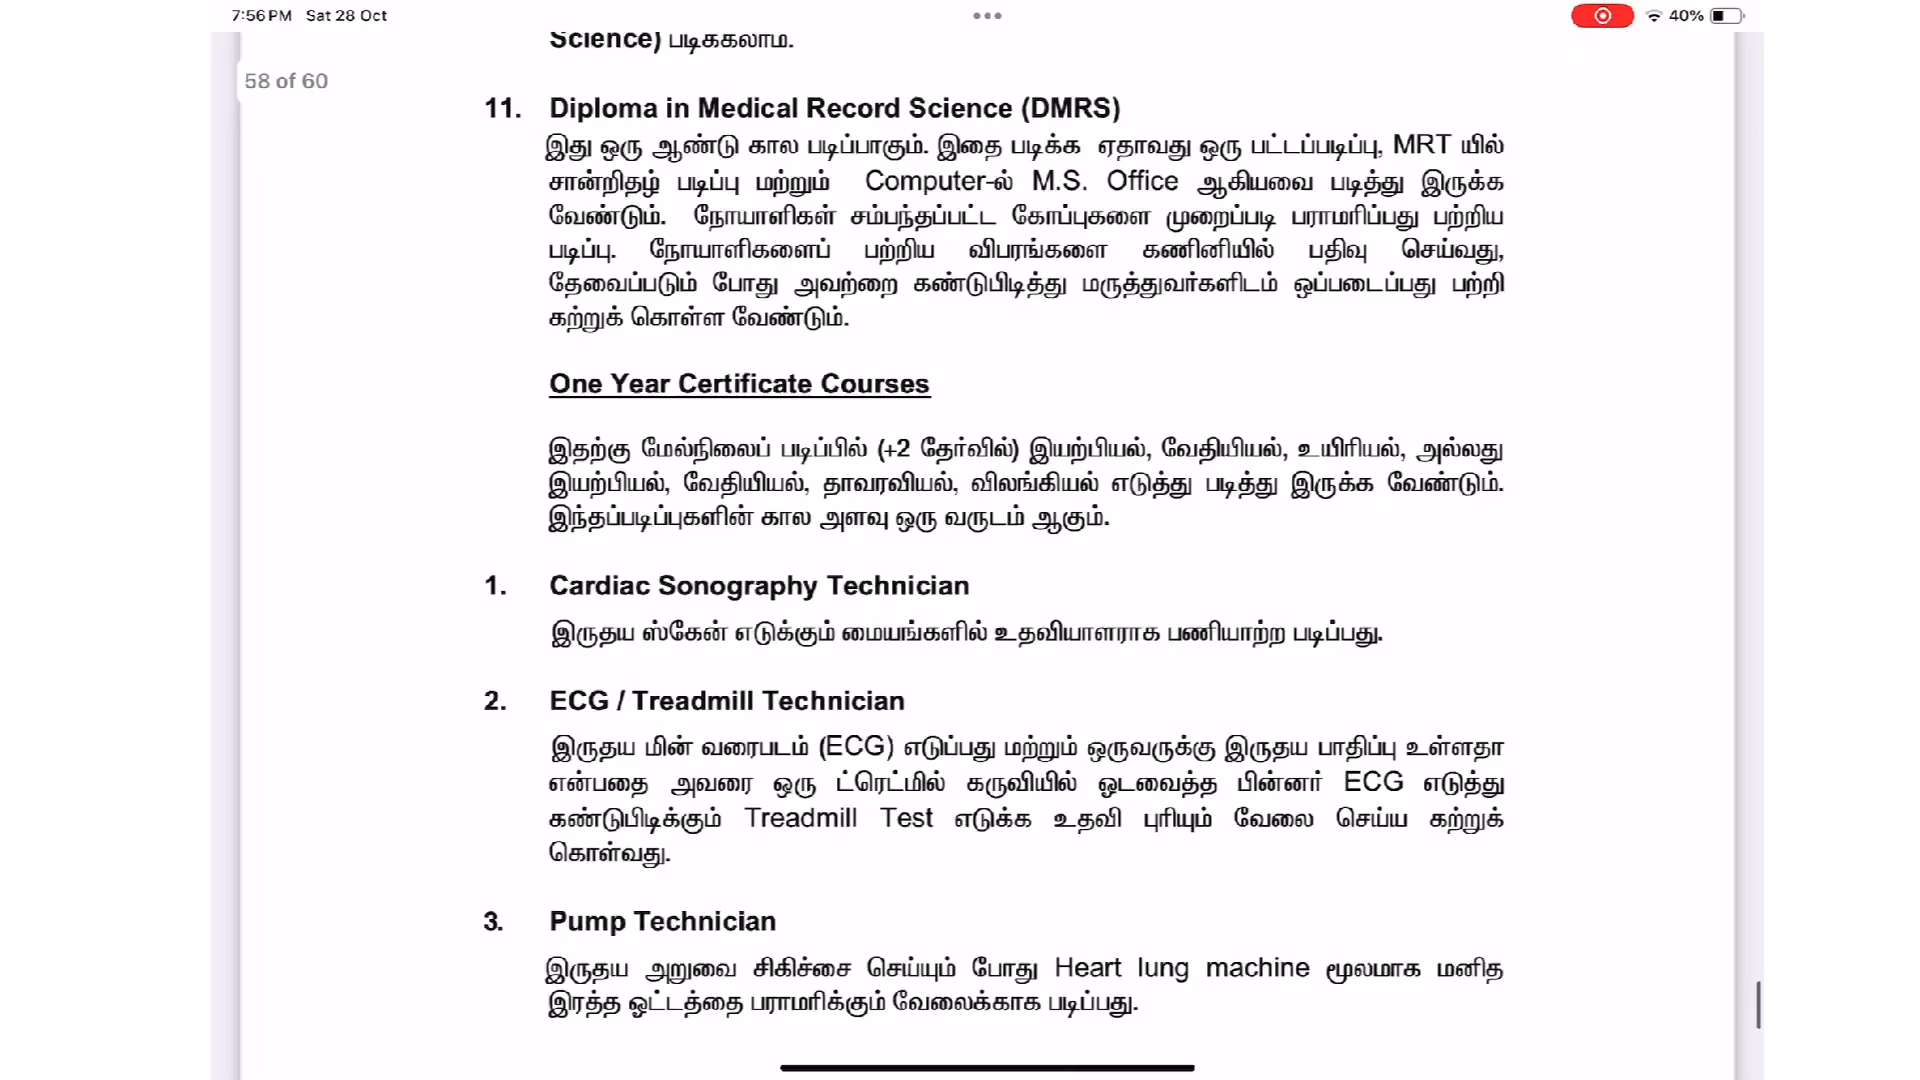 7:56 PM Sat 28 Oct
40%
Science) படிக்கலாம்.
58 of 60
11. Diploma in Medical Record Science (DMRS)
இது ஒரு ஆண்டு கால படிப்பாகும். இதை படிக்க ஏதாவது ஒரு பட்டப்படிப்பு, MRT யில்
சான்றிதழ் படிப்பு மற்றும் Computer-ல் M.S. Office ஆகியவை படித்து இருக்க
வேண்டும். நோயாளிகள் சம்பந்தப்பட்ட கோப்புகளை முறைப்படி பராமரிப்பது பற்றிய
படிப்பு. நோயாளிகளைப் பற்றிய விபரங்களை கணினியில் பதிவு செய்வது,
தேவைப்படும் போது அவற்றை கண்டுபிடித்து மருத்துவர்களிடம் ஒப்படைப்பது பற்றி
கற்றுக் கொள்ள வேண்டும்.
One Year Certificate Courses
இதற்கு மேல்நிலைப் படிப்பில் (+2 தேர்வில்) இயற்பியல், வேதியியல், உயிரியல், அல்லது
இயற்பியல், வேதியியல், தாவரவியல், விலங்கியல் எடுத்து படித்து இருக்க வேண்டும்.
இந்தப்படிப்புகளின் கால அளவு ஒரு வருடம் ஆகும்.
1. Cardiac Sonography Technician
இருதய ஸ்கேன் எடுக்கும் மையங்களில் உதவியாளராக பணியாற்ற படிப்பது.
2. ECG / Treadmill Technician
இருதய மின் வரைபடம் (ECG) எடுப்பது மற்றும் ஒருவருக்கு இருதய பாதிப்பு உள்ளதா
என்பதை அவரை ஒரு ட்ரெட்மில் கருவியில் ஓடவைத்த பின்னர் ECG எடுத்து
கண்டுபிடிக்கும் Treadmill Test எடுக்க உதவி புரியும் வேலை செய்ய கற்றுக்
கொள்வது.
3. Pump Technician
இருதய அறுவை சிகிச்சை செய்யும் போது Heart lung machine மூலமாக மனித
இரத்த ஓட்டத்தை பராமரிக்கும் வேலைக்காக படிப்பது.